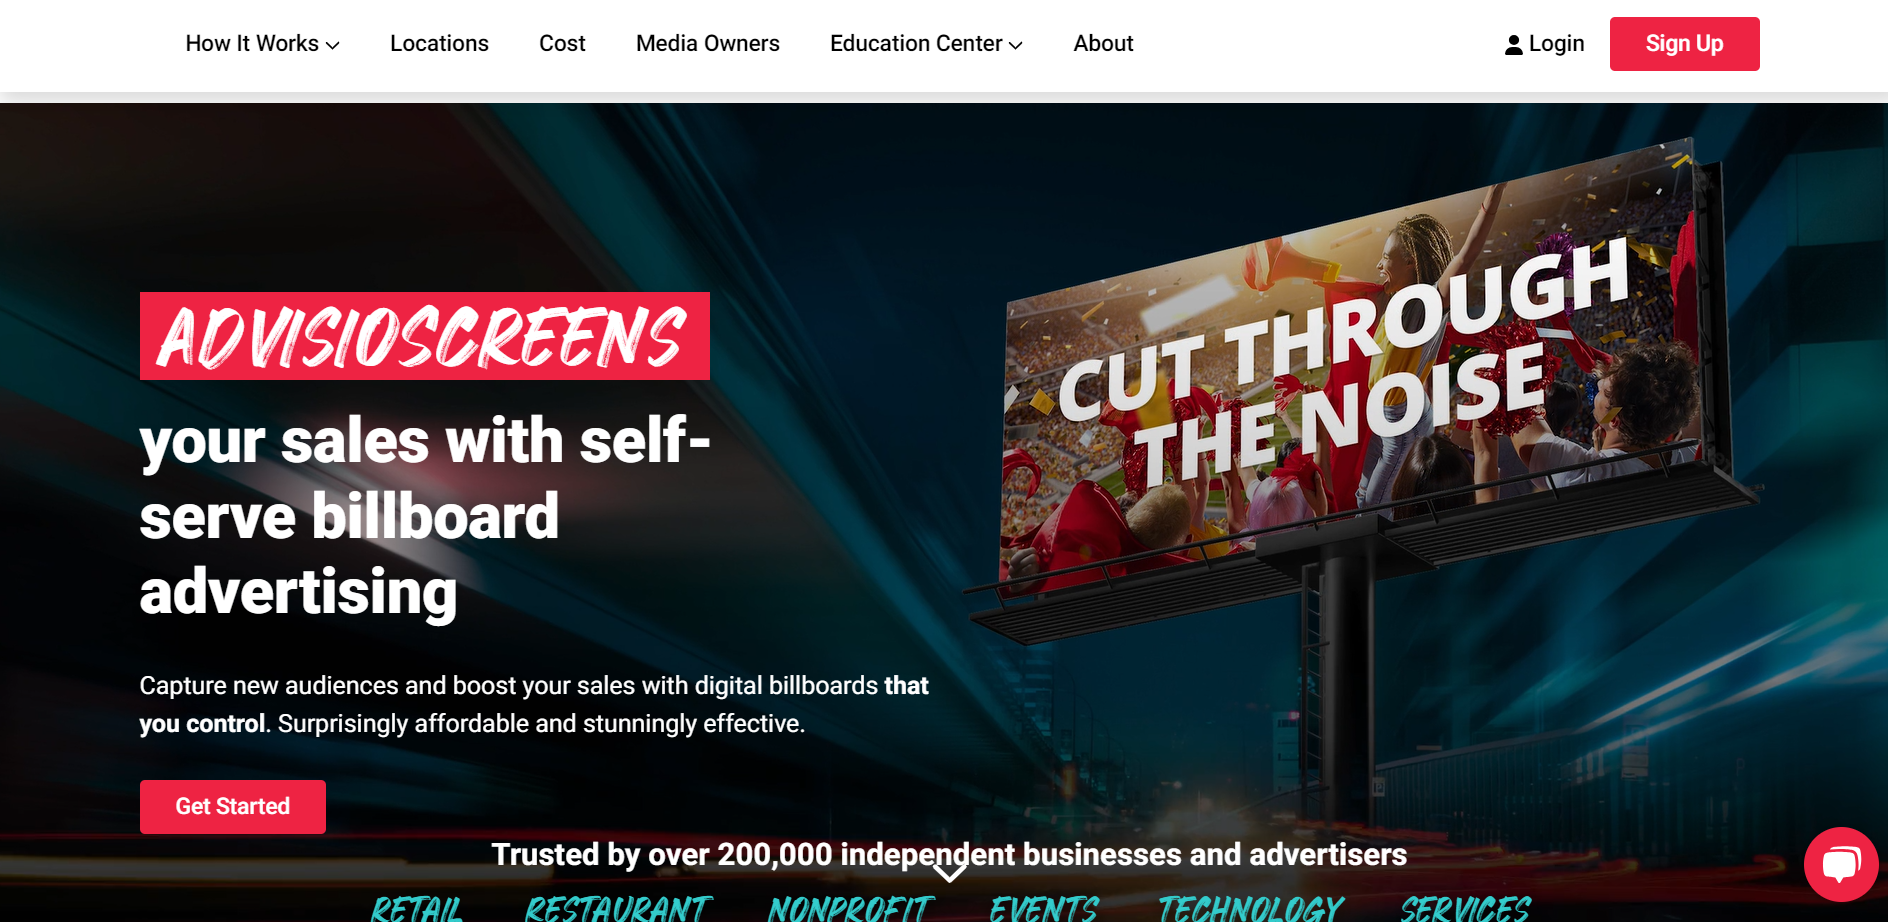 How It Works
Locations
Cost
Media Owners
Education Center
About
Login
Sign Up
ADVISIOSCREENS
your sales with self-
serve billboard
advertising
Capture new audiences and boost your sales with digital billboards that
you control. Surprisingly affordable and stunningly effective.
Get Started
CUT THROUGH
THE NOISE
Trusted by over 200,000 independent businesses and advertisers
RETAIL
RESTAURANT
NONPROFIT
EVENTS
TECHNOLOGY
SERVICES